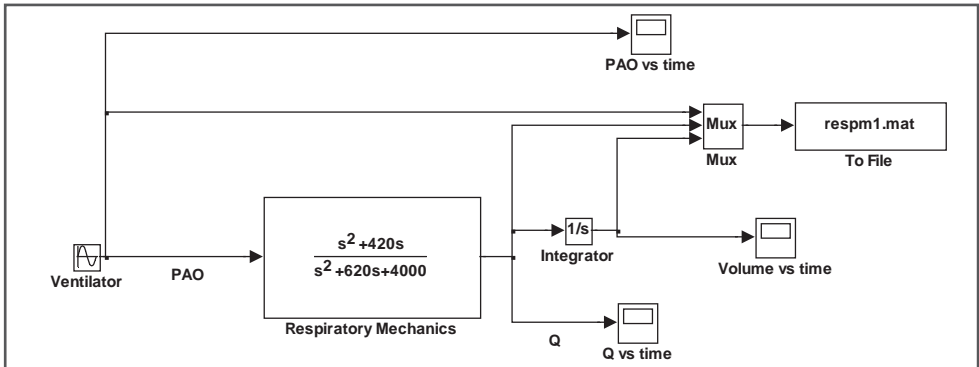 PAO vs time
Mux
Mux
respm1.mat
To File
s² +420s
s² +620s+4000
Respiratory Mechanics
Ventilator
PAO
1/s
Integrator
Volume vs time
Q
Q vs time